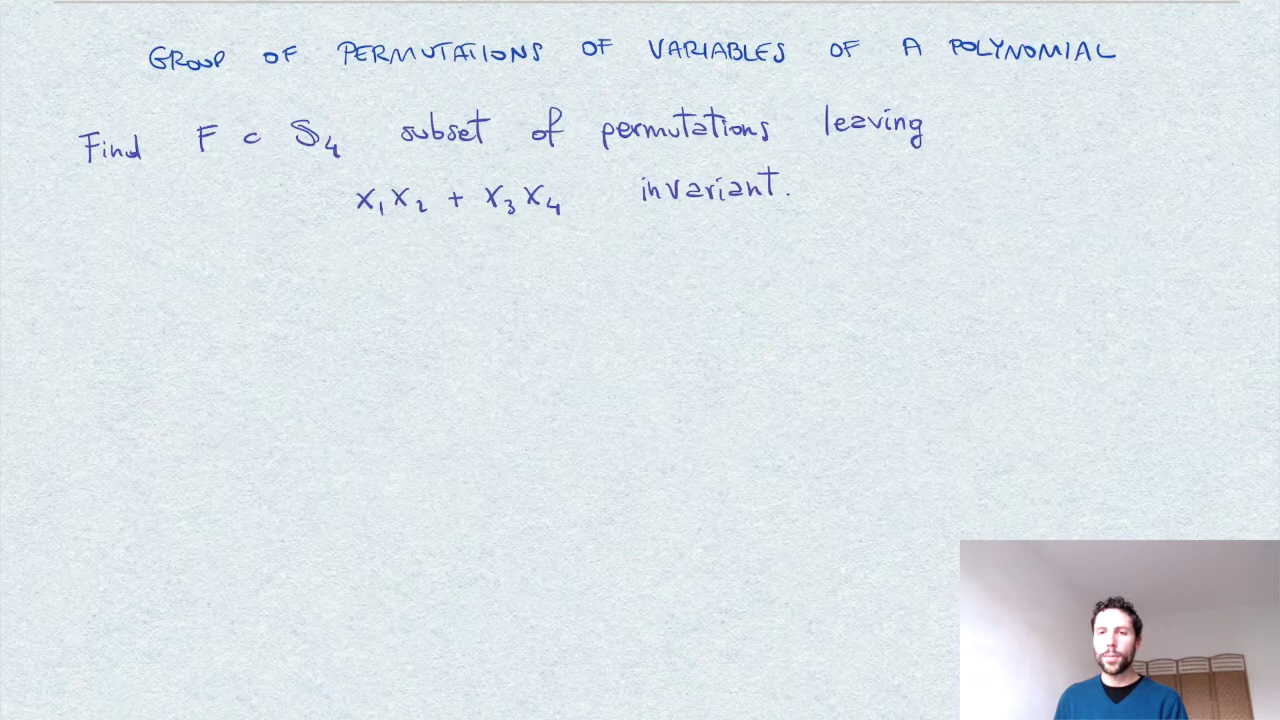 GROUP OF PERMUTATIONS OF VARIABLES OF A POLYNOMIAL
Find F ⊂ S₄ subset of permutations leaving
x₁x₂ + x₃x₄ invariant.